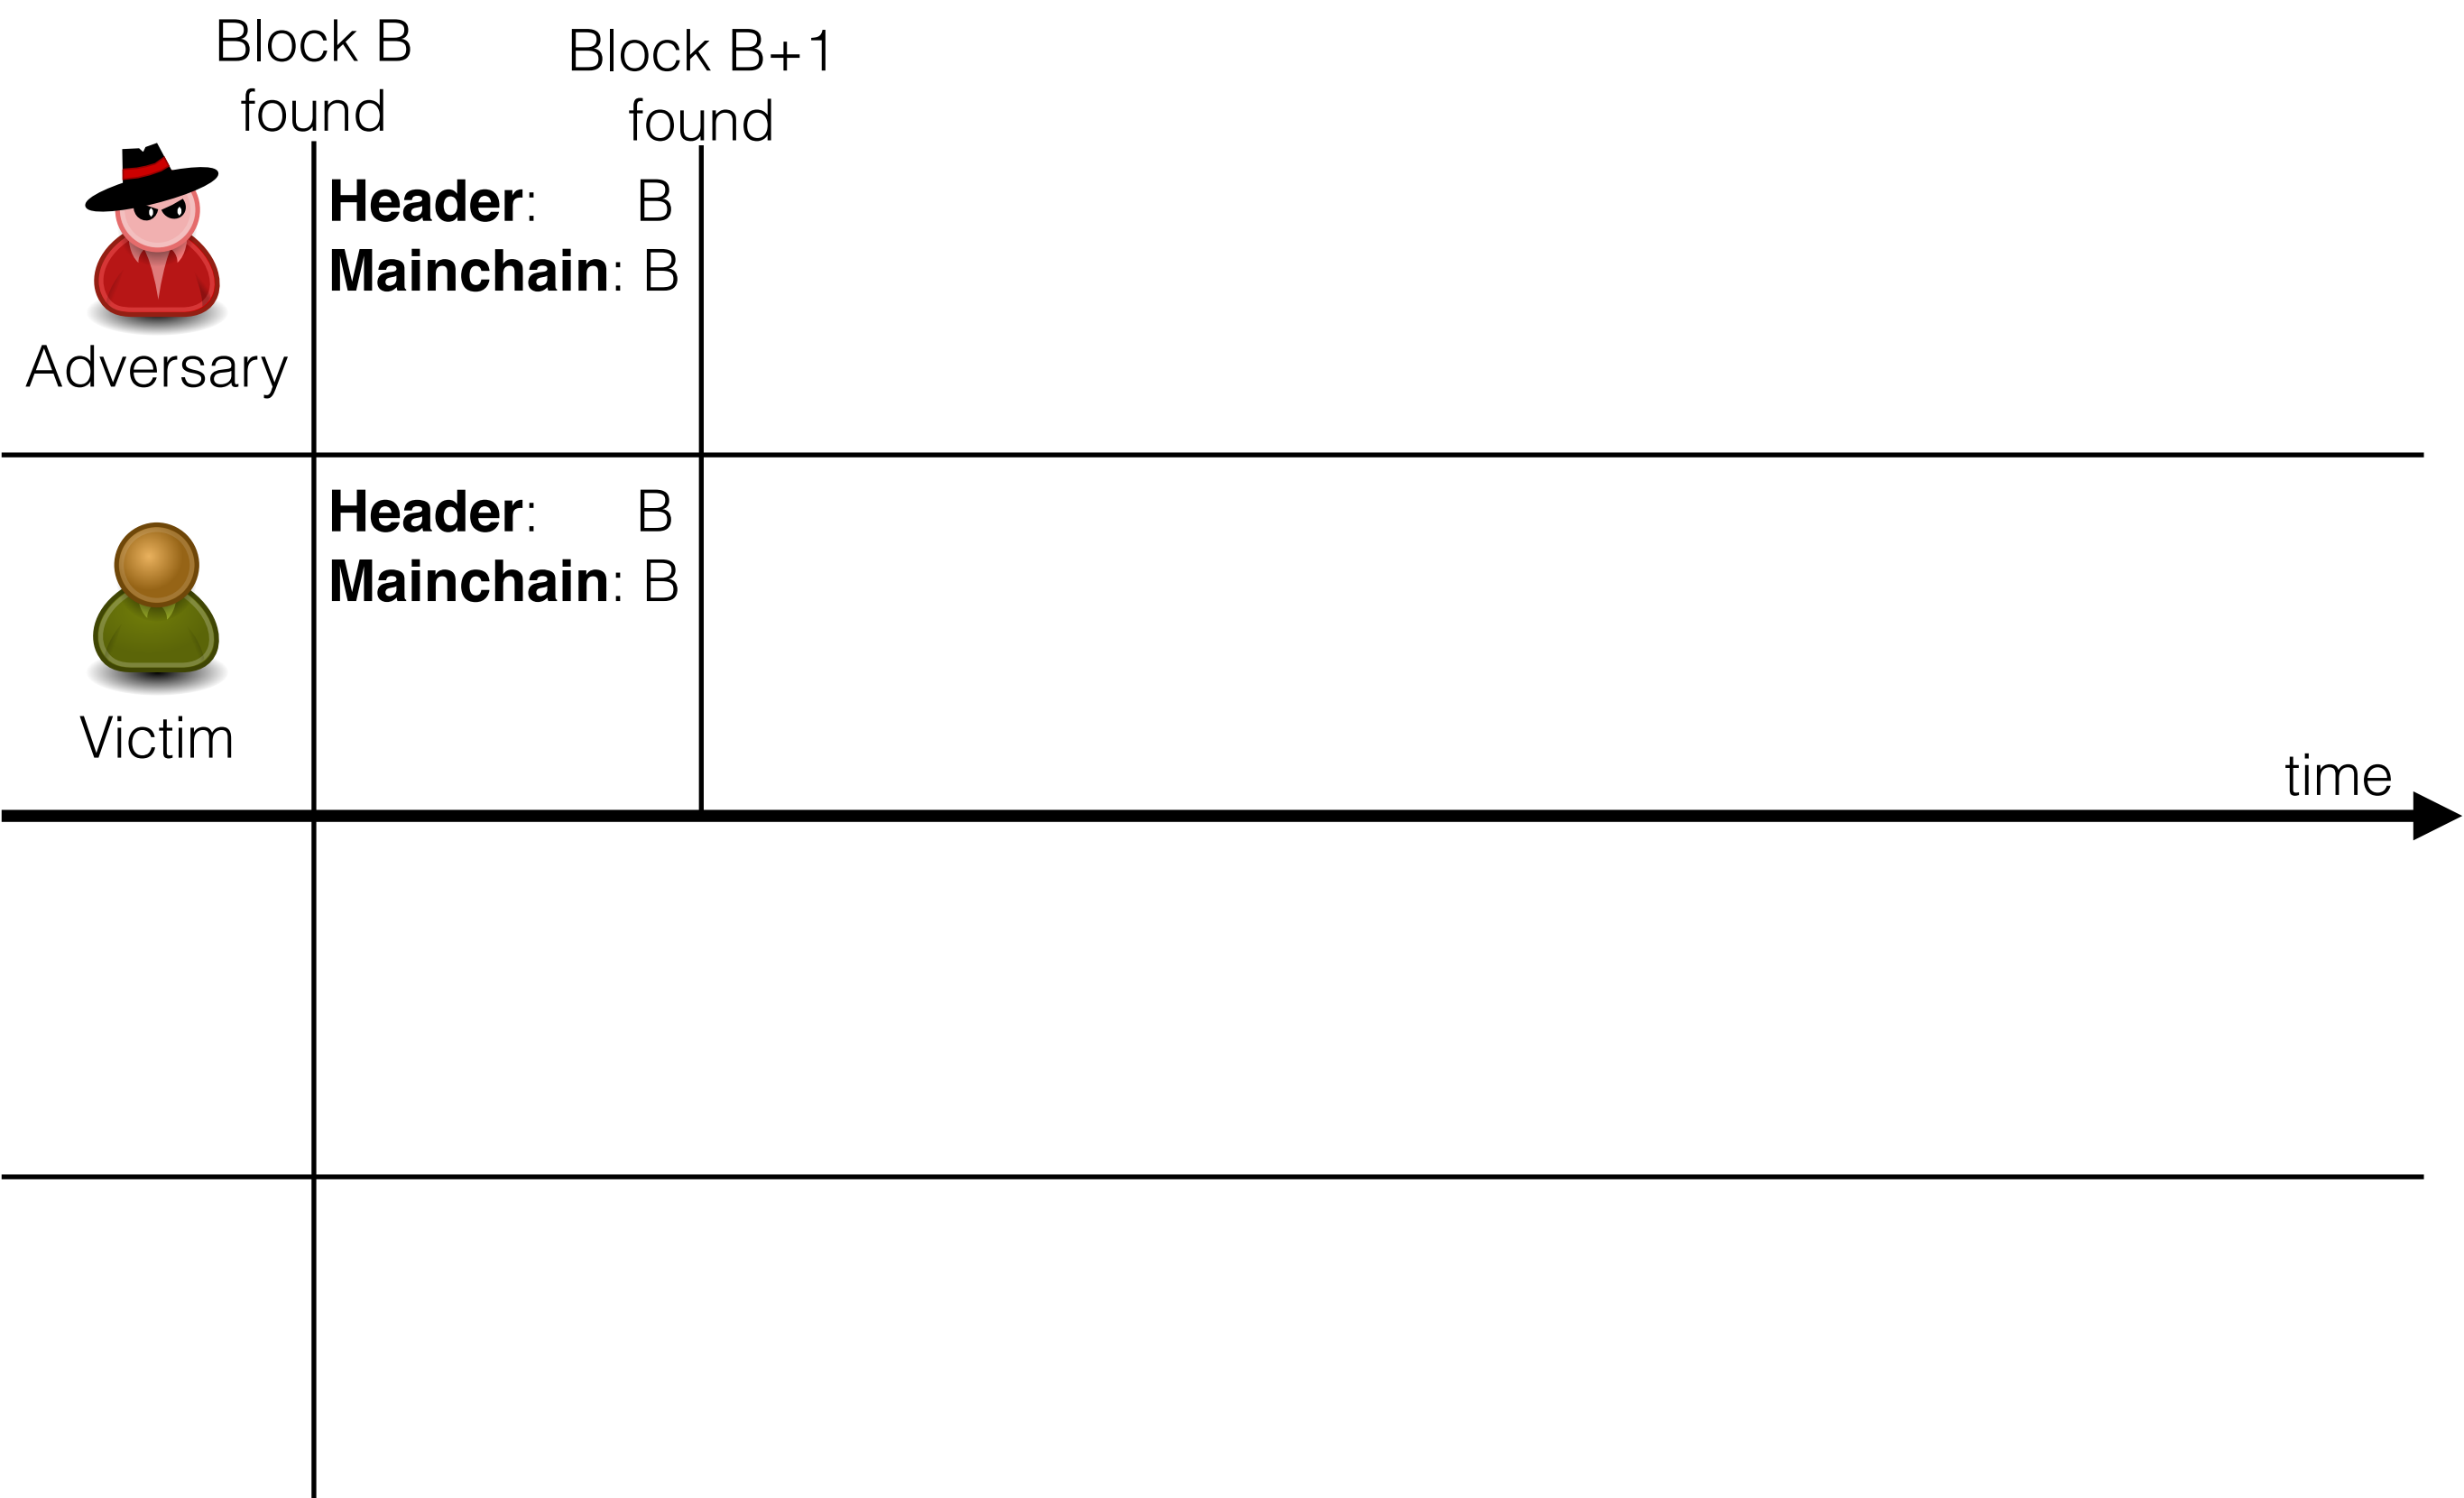 Block B
found
Block B+1
found
Header: B
Mainchain: B
Adversary
Header: B
Mainchain: B
Victim
time